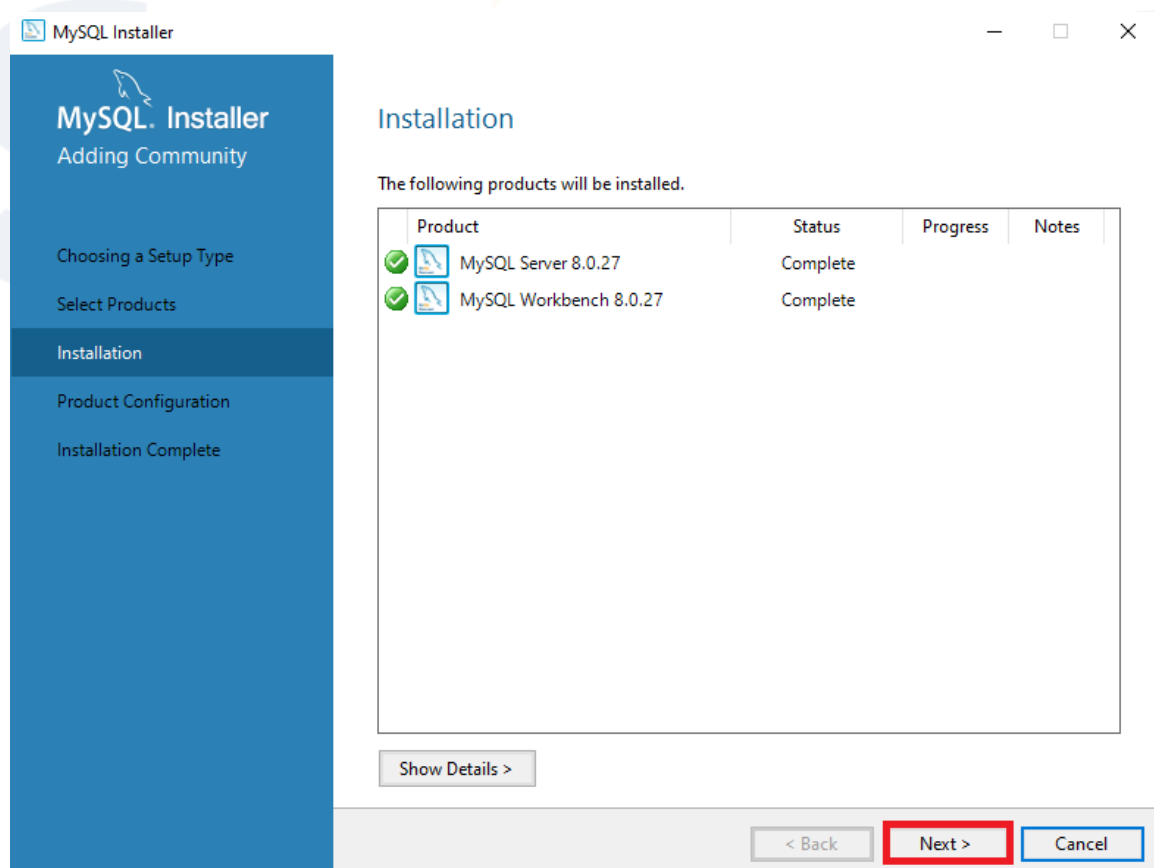 MySQL Installer
MySQL. Installer
Adding Community
Choosing a Setup Type
Select Products
Installation
Product Configuration
Installation Complete
Installation
The following products will be installed.
Product Status Progress Notes
MySQL Server 8.0.27 Complete
MySQL Workbench 8.0.27 Complete
Show Details >
< Back Next > Cancel